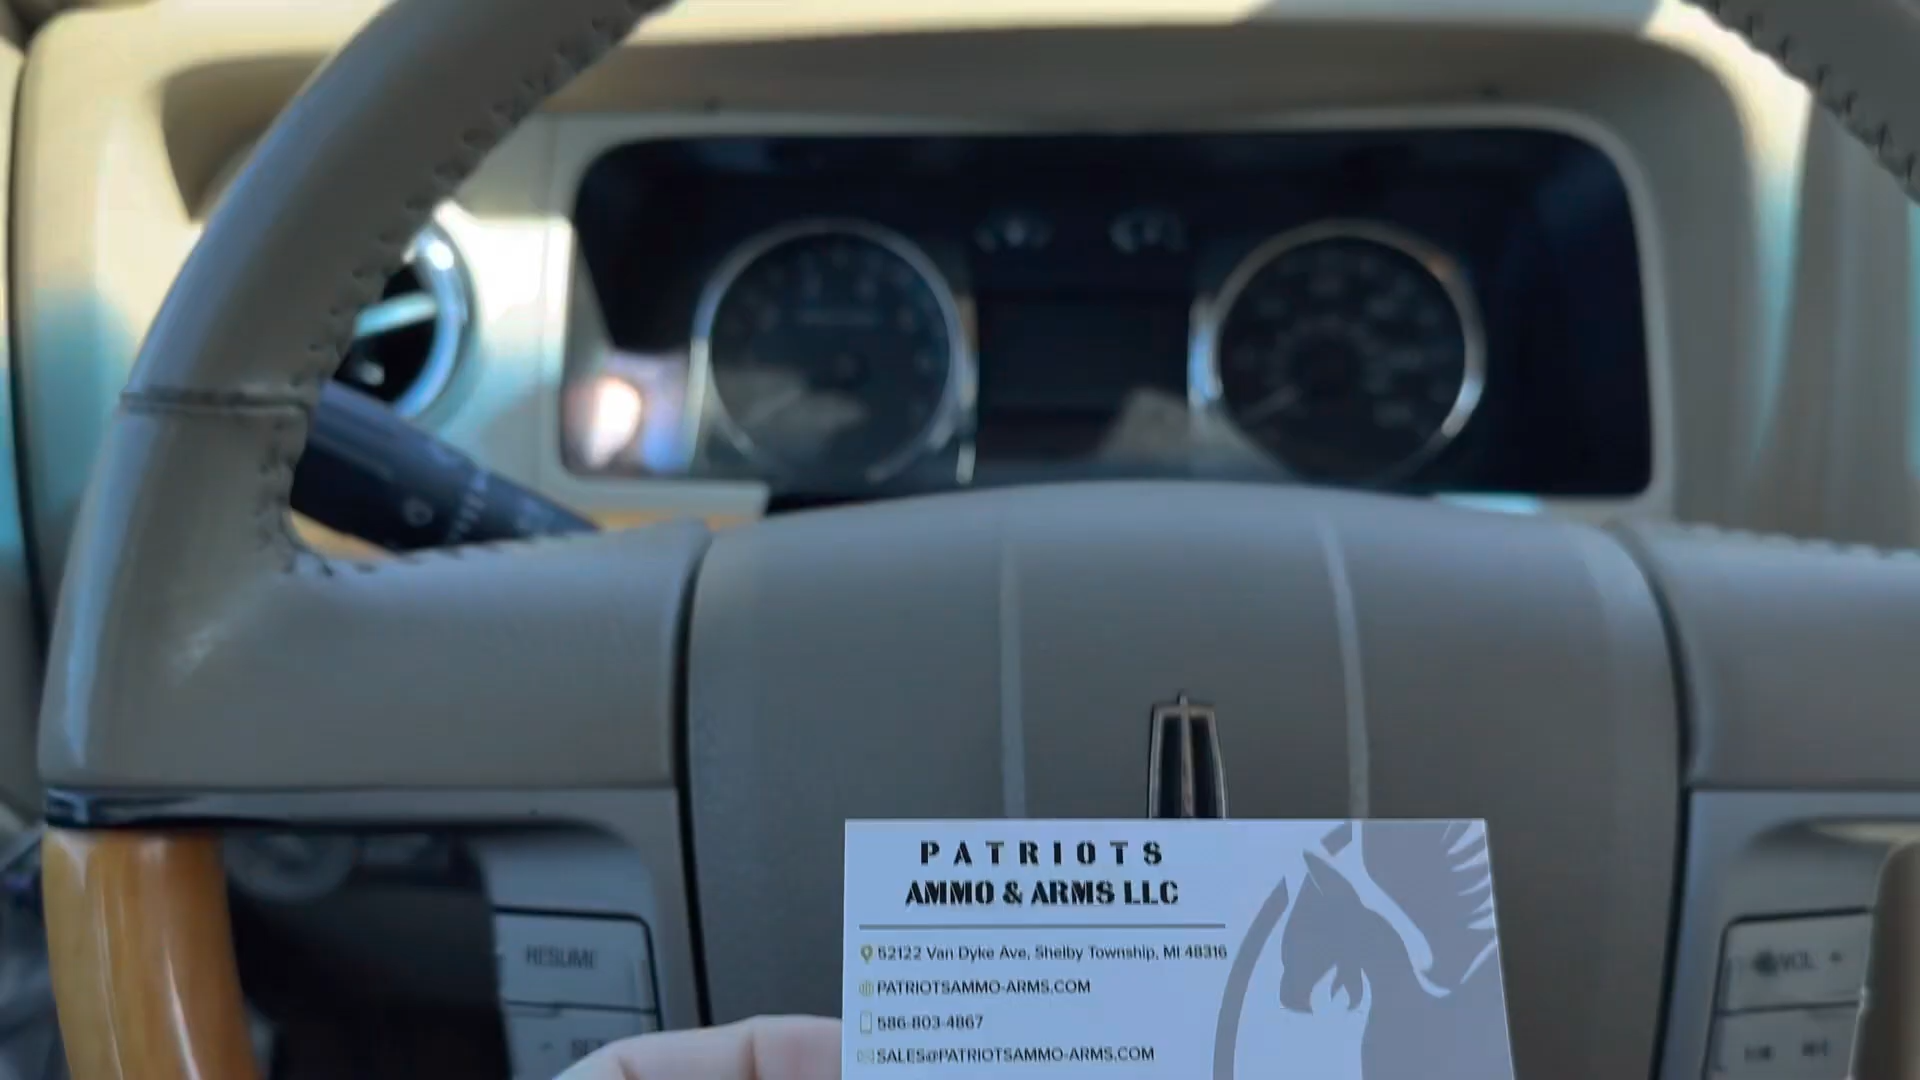 PATRIOTS
AMMO & ARMS LLC
52122 Van Dyke Ave, Shelby Township, MI 48316
PATRIOTSAMMO-ARMS.COM
586-803-4867
SALES@PATRIOTSAMMO-ARMS.COM
RESUME
VOL